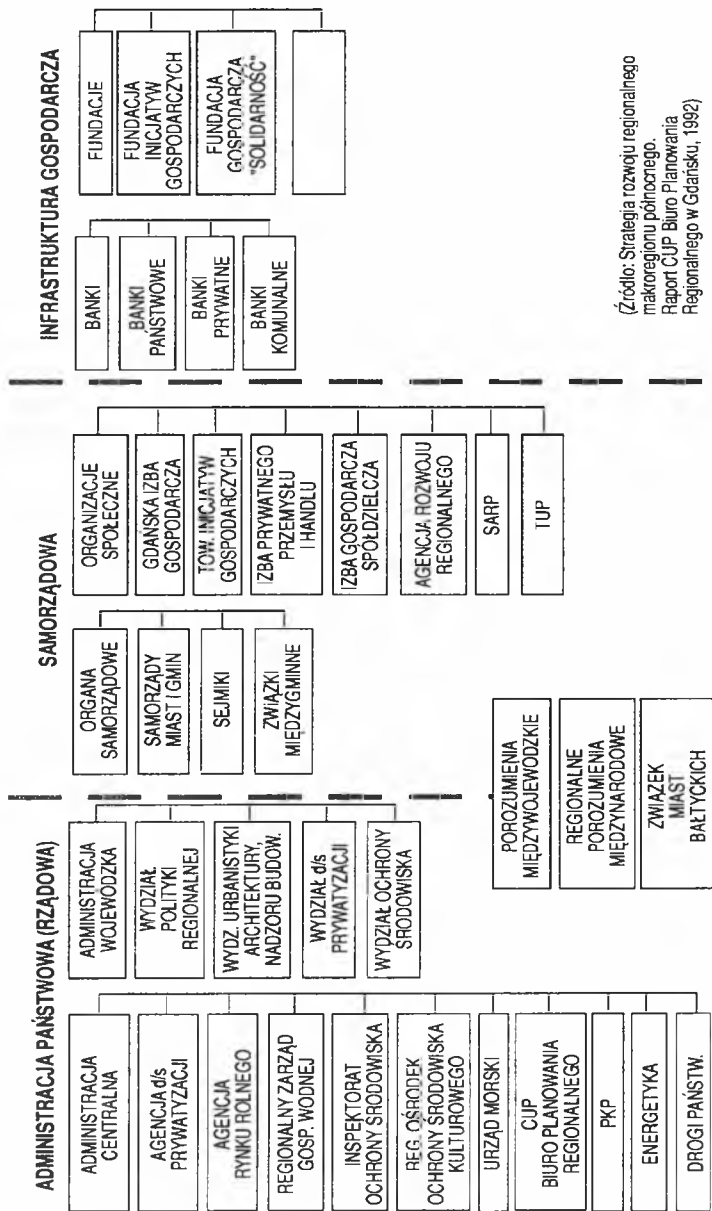 ADMINISTRACJA PAŃSTWOWA (RZĄDOWA)
ADMINISTRACJA
CENTRALNA
AGENCJA d/s
PRYWATYZACJI
AGENCJA
RYNKU ROLNEGO
REGIONALNY ZARZĄD
GOSP. WODNEJ
INSPEKTORAT
OCHRONY ŚRODOWISKA
REG. OŚRODEK
OCHRONY ŚRODOWISKA
KULTUROWEGO
URZĄD MORSKI
CUP
BIURO PLANOWANIA
REGIONALNEGO
PKP
ENERGETYKA
DROGI PAŃSTW.
ADMINISTRACJA
WOJEWODZKA
WYDZIAŁ
POLITYKI
REGIONALNEJ
WYDZ. URBANISTYKI
ARCHITEKTURY,
NADZORU BUDOW.
WYDZIAŁ d/s
PRYWATYZACJI
WYDZIAŁ OCHRONY
ŚRODOWISKA
POROZUMIENIA
MIĘDZYWOJEWODZKIE
REGIONALNE
POROZUMIENIA
MIĘDZYNARODOWE
ZWIĄZEK
MIAST
BAŁTYCKICH
SAMORZĄDOWA
ORGANA
SAMORZĄDOWE
SAMORZĄDY
MIAST I GMIN
SEJMIKI
ZWIĄZKI
MIĘDZYGMINNE
ORGANIZACJE
SPOŁECZNE
GDAŃSKA IZBA
GOSPODARCZA
TOW. INICJATYW
GOSPODARCZYCH
IZBA PRYWATNEGO
PRZEMYSŁU
I HANDLU
IZBA GOSPODARCZA
SPOŁDZIELCZA
AGENCJA ROZWOJU
REGIONALNEGO
SARP
TUP
INFRASTRUKTURA GOSPODARCZA
BANKI
BANKI
PAŃSTWOWE
BANKI
PRYWATNE
BANKI
KOMUNALNE
FUNDACJE
FUNDACJA
INICJATYW
GOSPODARCZYCH
FUNDACJA
GOSPODARCZA
"SOLIDARNOŚĆ"
(Źródło: Strategia rozwoju regionalnego
makroregionu północnego.
Raport CUP Biuro Planowania
Regionalnego w Gdańsku, 1992)